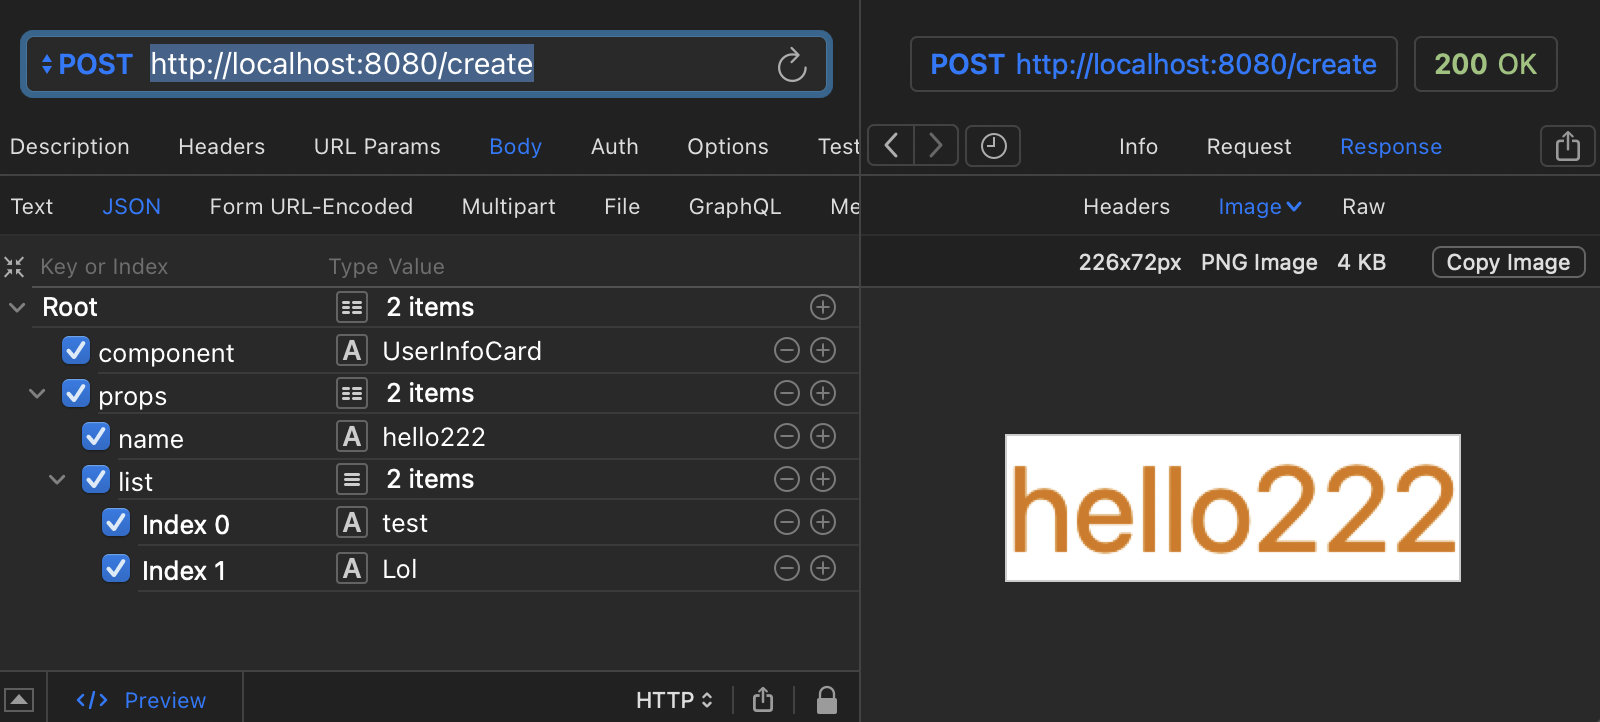 POST http://localhost:8080/create
Description Headers URL Params Body Auth Options Test
Text JSON Form URL-Encoded Multipart File GraphQL Me
Key or Index Type Value
Root 2 items
component A UserInfoCard
props 2 items
name A hello222
list 2 items
Index 0 A test
Index 1 A Lol
</> Preview HTTP
POST http://localhost:8080/create 200 OK
Info Request Response
Headers Image Raw
226x72px PNG Image 4 KB Copy Image
hello222